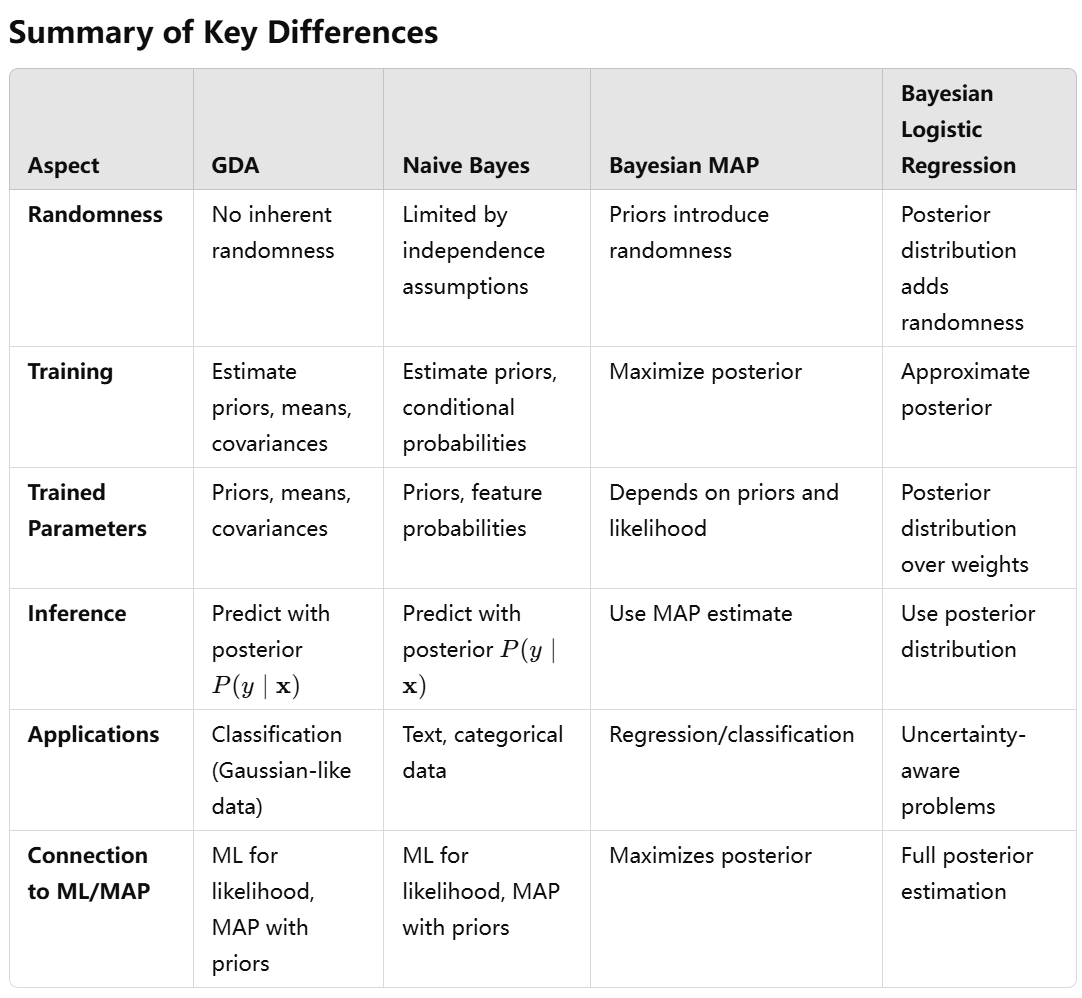 Summary of Key Differences
Aspect
GDA
Naive Bayes
Bayesian MAP
Bayesian
Logistic
Regression
Randomness
No inherent
randomness
Limited by
independence
assumptions
Priors introduce
randomness
Posterior
distribution
adds
randomness
Training
Estimate
priors, means,
covariances
Estimate priors,
conditional
probabilities
Maximize posterior
Approximate
posterior
Trained
Parameters
Priors, means,
covariances
Priors, feature
probabilities
Depends on priors and
likelihood
Posterior
distribution
over weights
Inference
Predict with
posterior
P(y | x)
Predict with
posterior P(y |
x)
Use MAP estimate
Use posterior
distribution
Applications
Classification
(Gaussian-like
data)
Text, categorical
data
Regression/classification
Uncertainty-
aware
problems
Connection
to ML/MAP
ML for
likelihood,
MAP with
priors
ML for
likelihood, MAP
with priors
Maximizes posterior
Full posterior
estimation